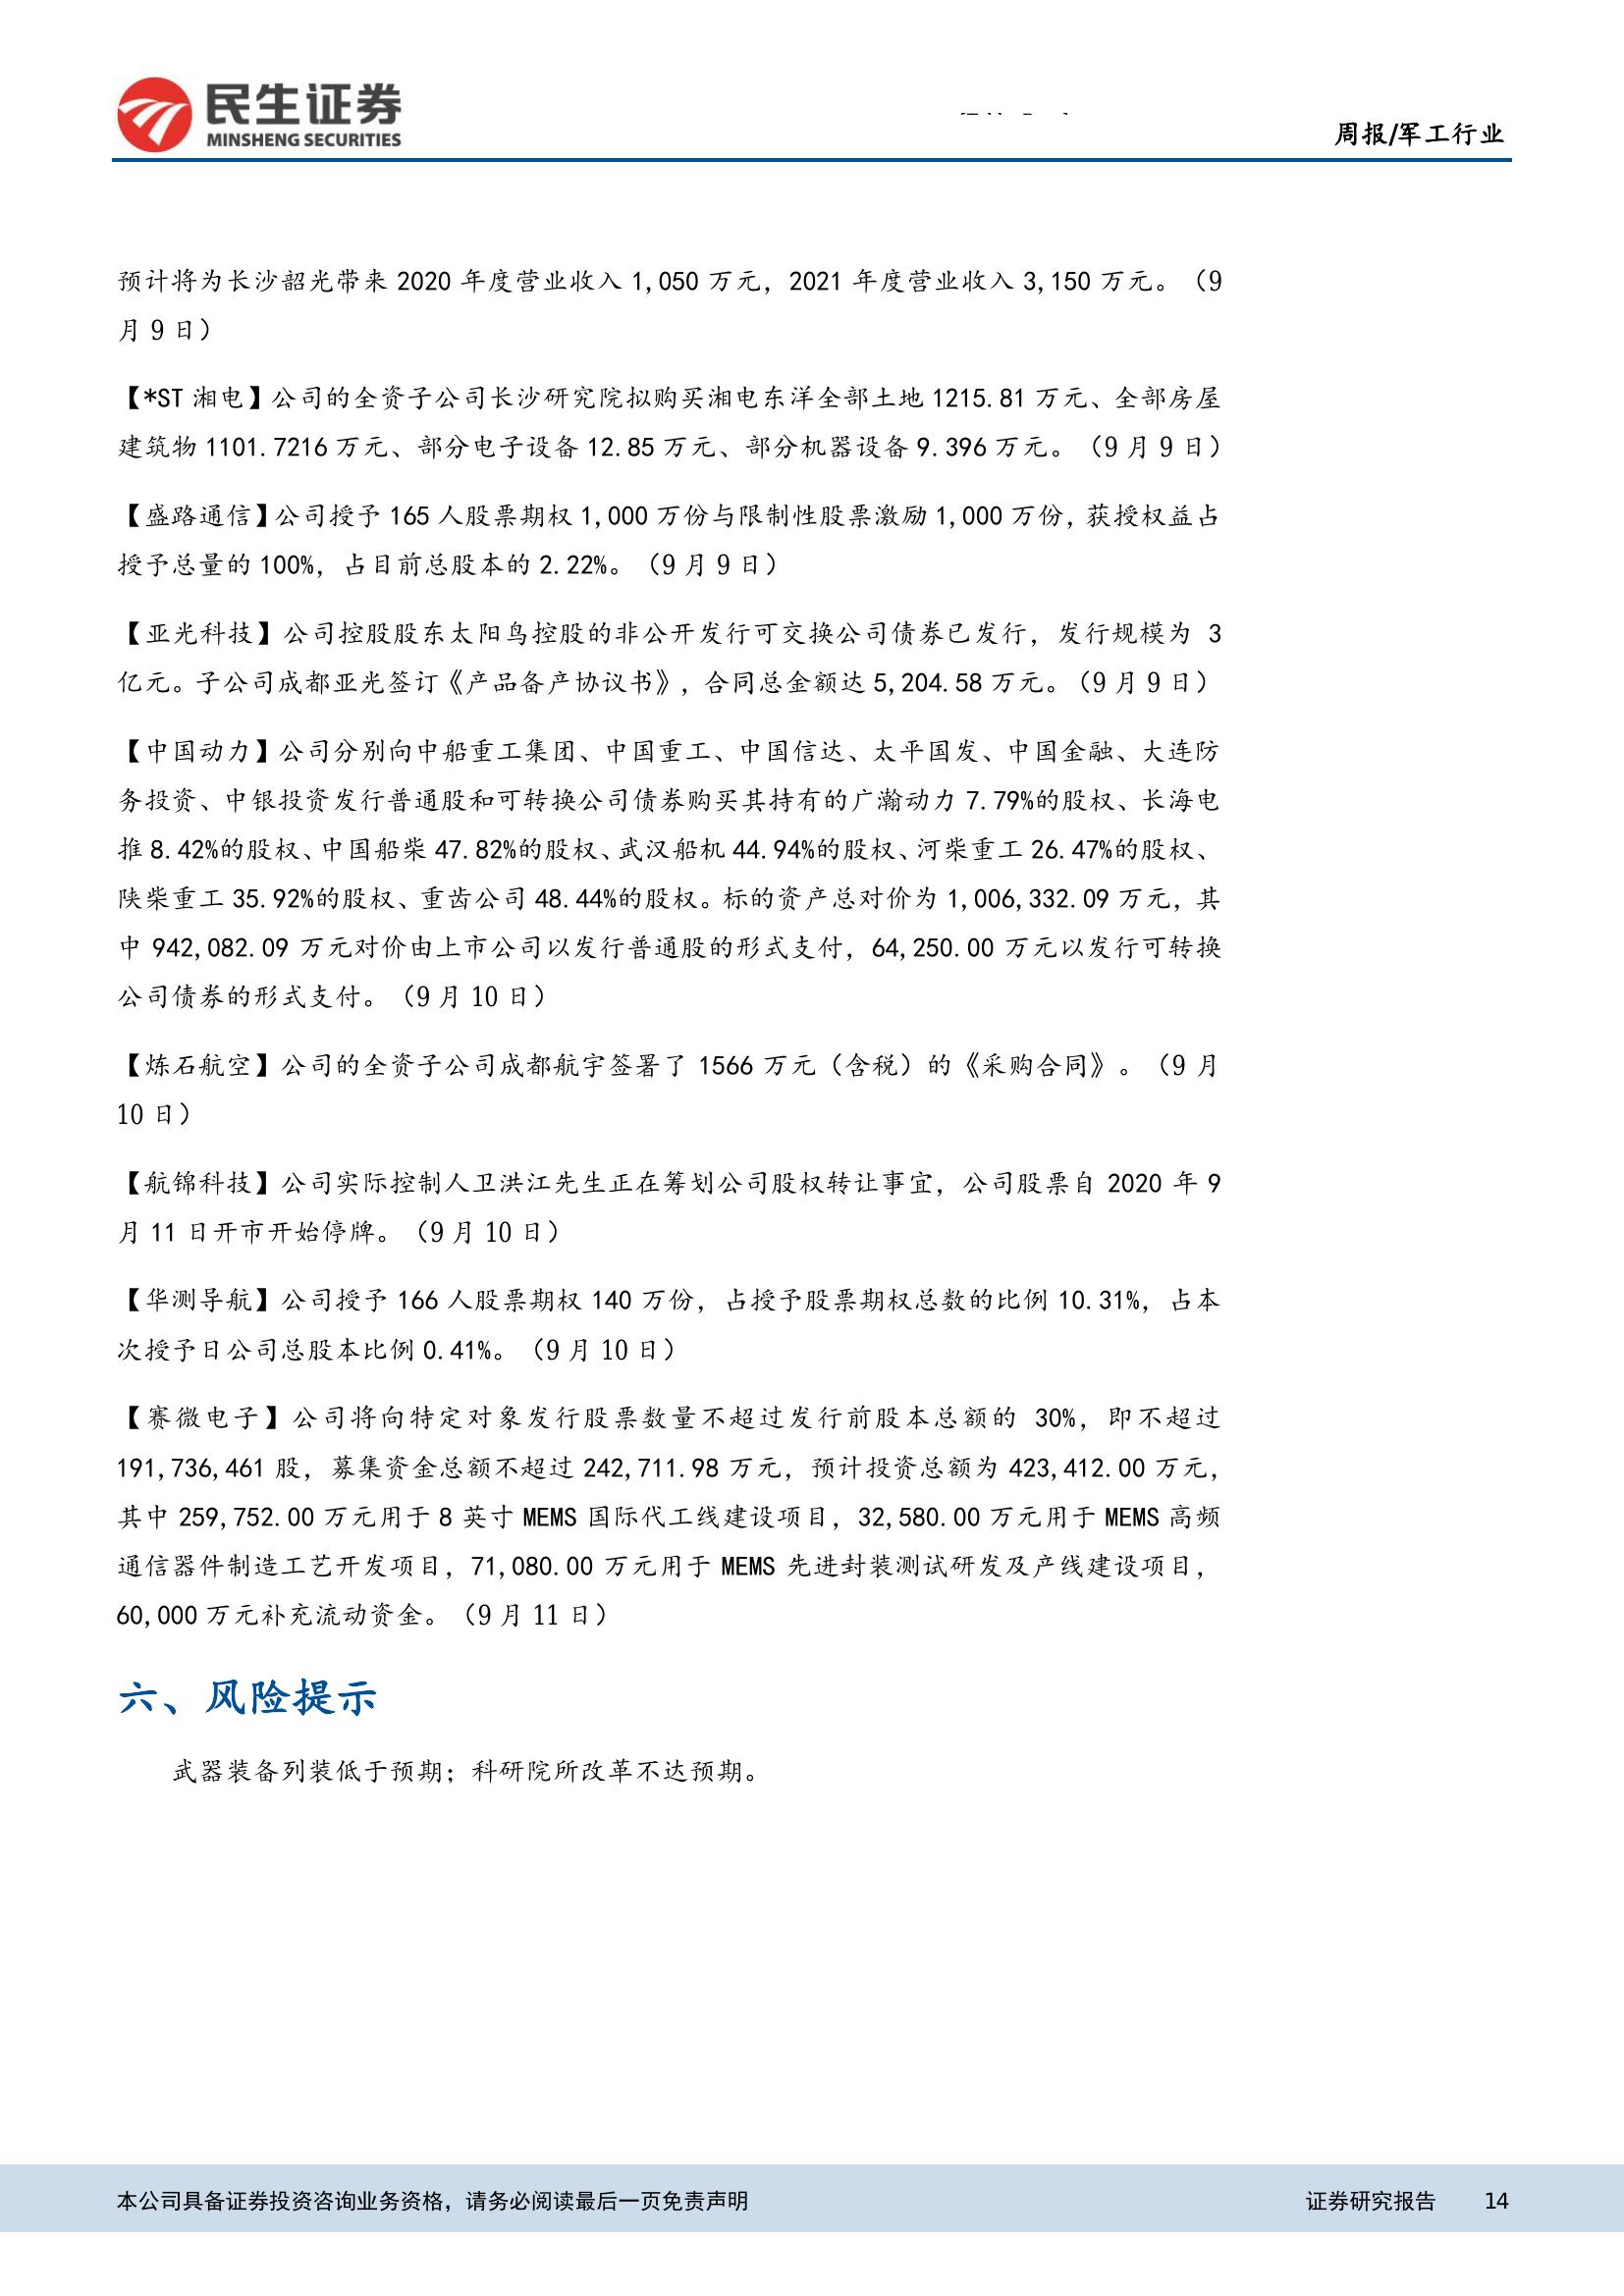 民生证券
MINSHENG SECURITIES
周报/军工行业
预计将为长沙韶光带来 2020 年度营业收入 1,050 万元，2021 年度营业收入 3,150 万元。（9
月 9 日）
【*ST 湘电】公司的全资子公司长沙研究院拟购买湘电东洋全部土地 1215.81 万元、全部房屋
建筑物 1101.7216 万元、部分电子设备 12.85 万元、部分机器设备 9.396 万元。（9 月 9 日）
【盛路通信】公司授予 165 人股票期权 1,000 万份与限制性股票激励 1,000 万份，获授权益占
授予总量的 100%，占目前总股本的 2.22%。（9 月 9 日）
【亚光科技】公司控股股东太阳鸟控股的非公开发行可交换公司债券已发行，发行规模为 3
亿元。子公司成都亚光签订《产品备产协议书》，合同总金额达 5,204.58 万元。（9 月 9 日）
【中国动力】公司分别向中船重工集团、中国重工、中国信达、太平国发、中国金融、大连防
务投资、中银投资发行普通股和可转换公司债券购买其持有的广瀚动力 7.79%的股权、长海电
推 8.42%的股权、中国船柴 47.82%的股权、武汉船机 44.94%的股权、河柴重工 26.47%的股权、
陕柴重工 35.92%的股权、重齿公司 48.44%的股权。标的资产总对价为 1,006,332.09 万元，其
中 942,082.09 万元对价由上市公司以发行普通股的形式支付，64,250.00 万元以发行可转换
公司债券的形式支付。（9 月 10 日）
【炼石航空】公司的全资子公司成都航宇签署了 1566 万元（含税）的《采购合同》。（9 月
10 日）
【航锦科技】公司实际控制人卫洪江先生正在筹划公司股权转让事宜，公司股票自 2020 年 9
月 11 日开市开始停牌。（9 月 10 日）
【华测导航】公司授予 166 人股票期权 140 万份，占授予股票期权总数的比例 10.31%，占本
次授予日公司总股本比例 0.41%。（9 月 10 日）
【赛微电子】公司将向特定对象发行股票数量不超过发行前股本总额的 30%，即不超过
191,736,461 股，募集资金总额不超过 242,711.98 万元，预计投资总额为 423,412.00 万元，
其中 259,752.00 万元用于 8 英寸 MEMS 国际代工线建设项目，32,580.00 万元用于 MEMS 高频
通信器件制造工艺开发项目，71,080.00 万元用于 MEMS 先进封装测试研发及产线建设项目，
60,000 万元补充流动资金。（9 月 11 日）
六、风险提示
武器装备列装低于预期；科研院所改革不达预期。
本公司具备证券投资咨询业务资格，请务必阅读最后一页免责声明
证券研究报告 14